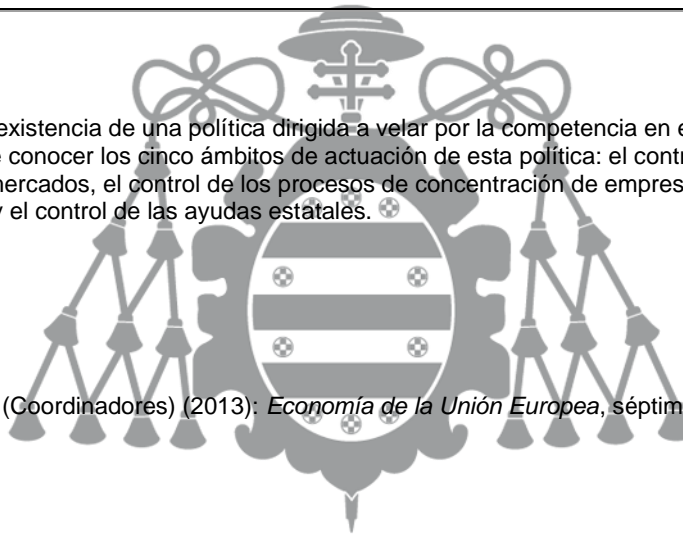 existencia de una política dirigida a velar por la competencia en e
conocer los cinco ámbitos de actuación de esta política: el contr
mercados, el control de los procesos de concentración de empres
y el control de las ayudas estatales.
(Coordinadores) (2013): Economía de la Unión Europea, séptim